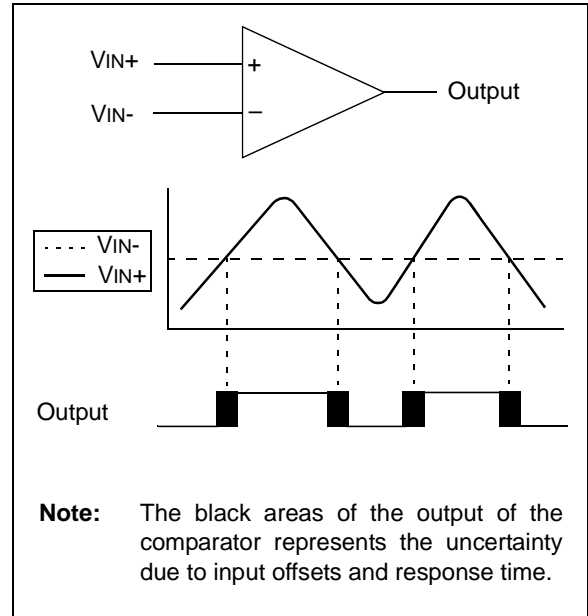 VIN+
+
Output
VIN-
−
VIN-
VIN+
Output
Note: The black areas of the output of the
comparator represents the uncertainty
due to input offsets and response time.